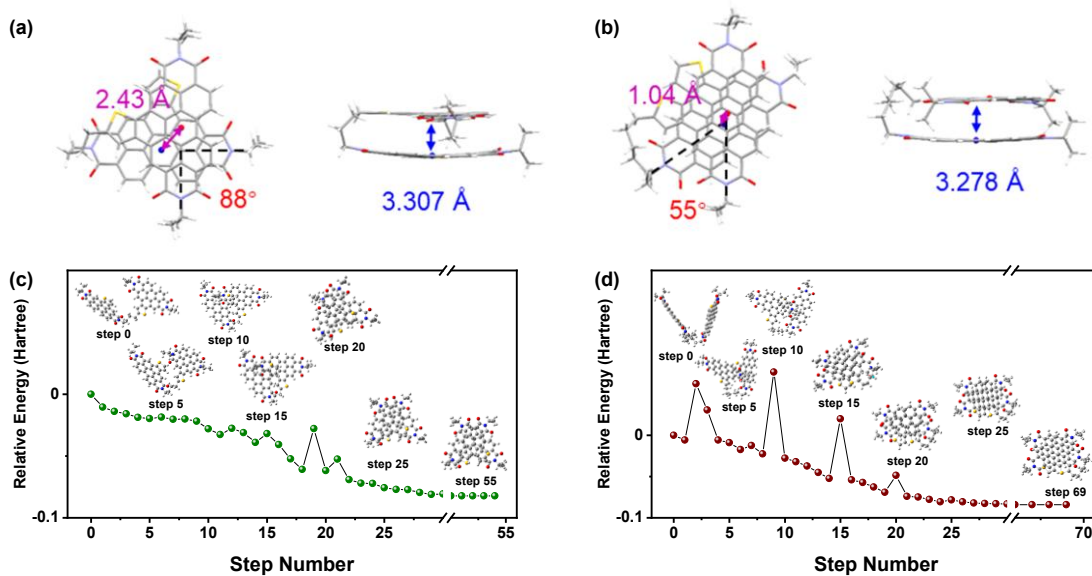 (a)
2.43 Å
88°
3.307 Å
(b)
1.04 Å
55°
3.278 Å
(c)
Relative Energy (Hartree)
0
-0.1
step 0
step 5
step 10
step 15
step 20
step 25
step 55
0 5 10 15 20 25 55
Step Number
(d)
Relative Energy (Hartree)
0
-0.1
step 0
step 5
step 10
step 15
step 20
step 25
step 69
0 5 10 15 20 25 70
Step Number